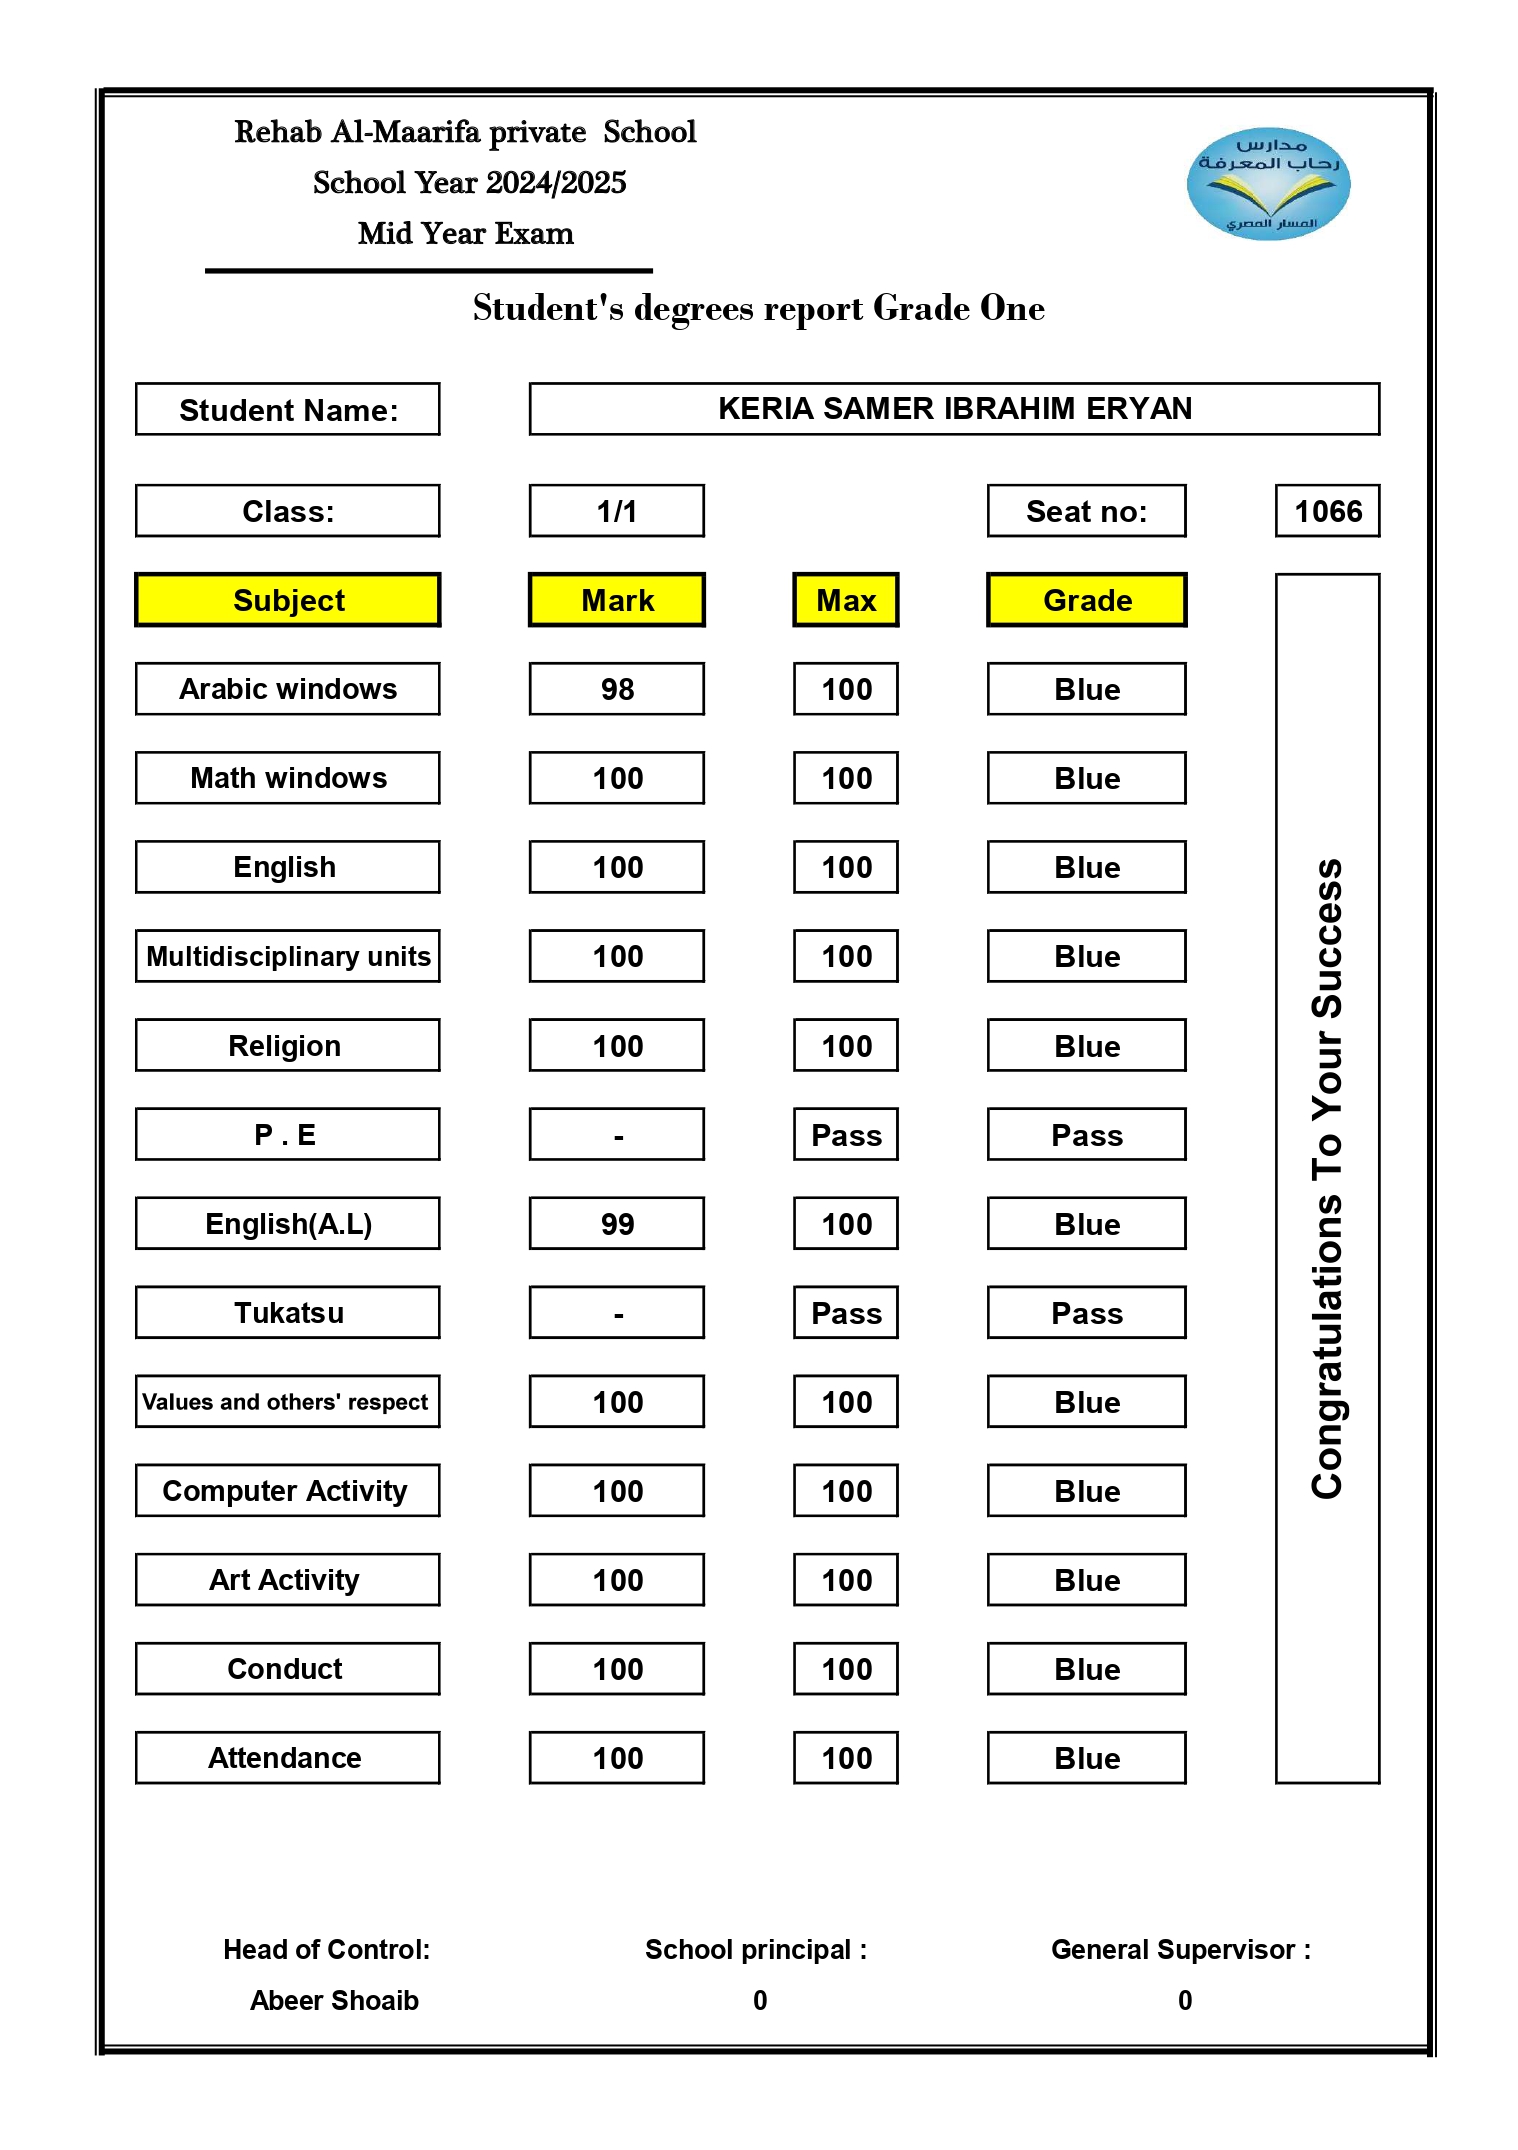 Rehab Al-Maarifa private School
School Year 2024/2025
Mid Year Exam
مدارس
رحاب المعرفة
المسار المصري
Student's degrees report Grade One
Student Name: KERIA SAMER IBRAHIM ERYAN
Class: 1/1 Seat no: 1066
Subject Mark Max Grade
Arabic windows 98 100 Blue
Math windows 100 100 Blue
English 100 100 Blue
Multidisciplinary units 100 100 Blue
Religion 100 100 Blue
P . E - Pass Pass
English(A.L) 99 100 Blue
Tukatsu - Pass Pass
Values and others' respect 100 100 Blue
Computer Activity 100 100 Blue
Art Activity 100 100 Blue
Conduct 100 100 Blue
Attendance 100 100 Blue
Congratulations To Your Success
Head of Control: School principal : General Supervisor :
Abeer Shoaib 0 0